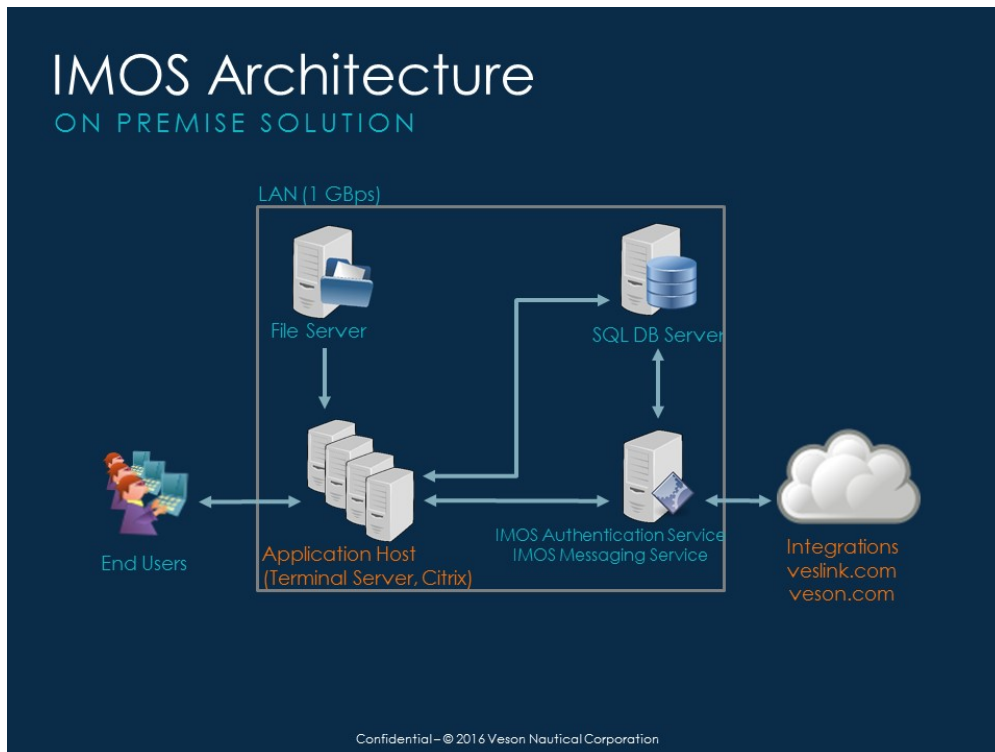 IMOS Architecture
ON PREMISE SOLUTION
LAN (1 GBps)
File Server
SQL DB Server
End Users
Application Host
(Terminal Server, Citrix)
IMOS Authentication Service
IMOS Messaging Service
Integrations
veslink.com
veson.com
Confidential – © 2016 Veson Nautical Corporation